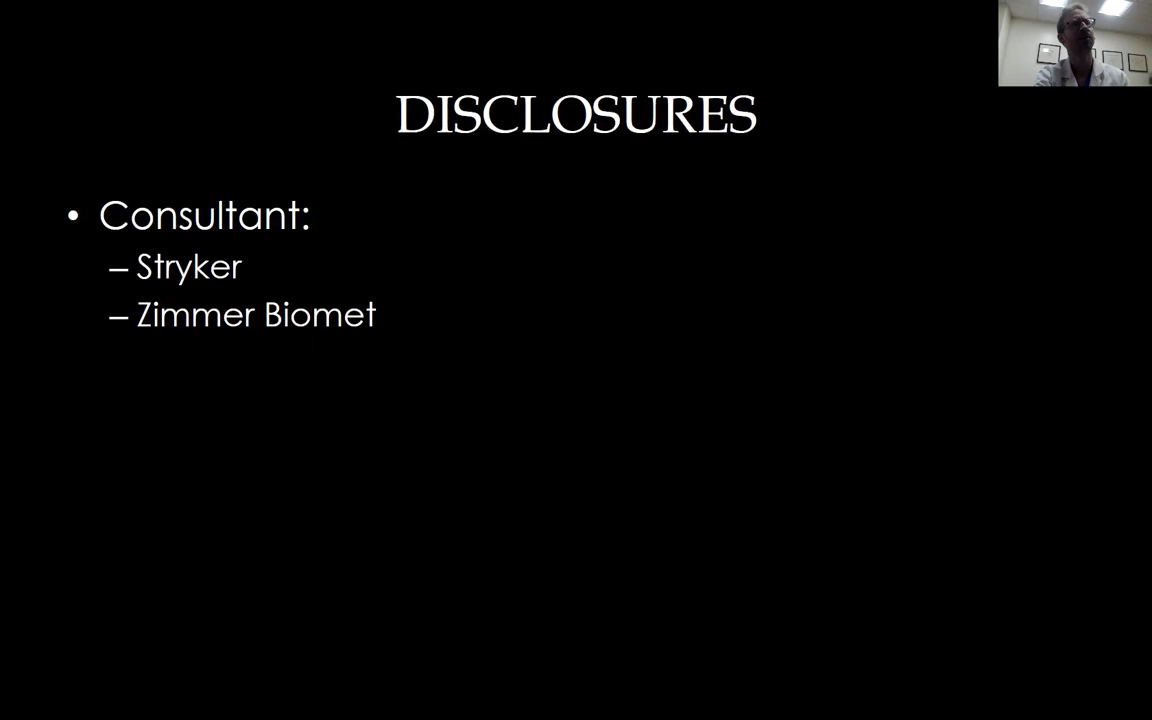 DISCLOSURES
• Consultant:
– Stryker
– Zimmer Biomet